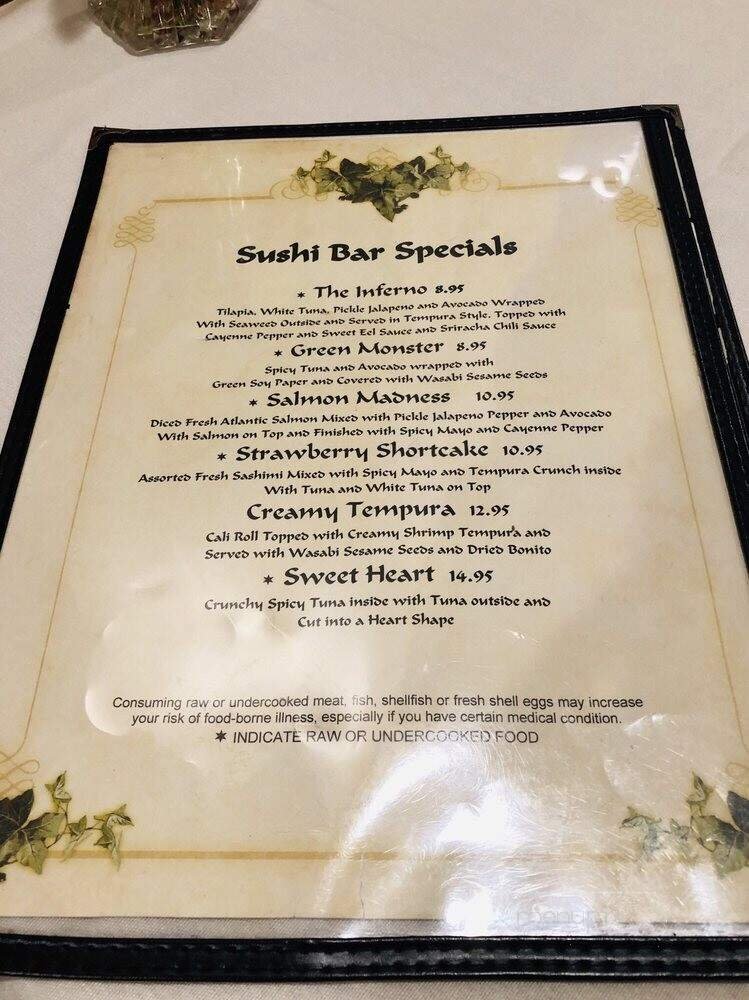 Sushi Bar Specials
✶ The Inferno 8.95
Tilapia, White Tuna, Pickle Jalapeno and Avocado Wrapped
With Seaweed Outside and Served in Tempura Style. Topped with
Cayenne Pepper and Sweet Eel Sauce and Sriracha Chili Sauce
✶ Green Monster 8.95
Spicy Tuna and Avocado wrapped with
Green Soy Paper and Covered with Wasabi Sesame Seeds
✶ Salmon Madness 10.95
Diced Fresh Atlantic Salmon Mixed with Pickle Jalapeno Pepper and Avocado
With Salmon on Top and Finished with Spicy Mayo and Cayenne Pepper
✶ Strawberry Shortcake 10.95
Assorted Fresh Sashimi Mixed with Spicy Mayo and Tempura Crunch inside
With Tuna and White Tuna on Top
Creamy Tempura 12.95
Cali Roll Topped with Creamy Shrimp Tempura and
Served with Wasabi Sesame Seeds and Dried Bonito
✶ Sweet Heart 14.95
Crunchy Spicy Tuna inside with Tuna outside and
Cut into a Heart Shape
Consuming raw or undercooked meat, fish, shellfish or fresh shell eggs may increase
your risk of food-borne illness, especially if you have certain medical condition.
✶ INDICATE RAW OR UNDERCOOKED FOOD